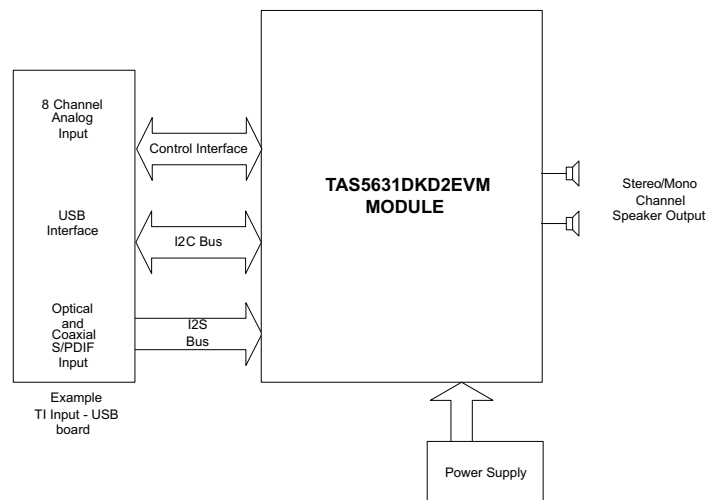 8 Channel
Analog
Input
Control Interface
USB
Interface
I2C Bus
Optical
and
Coaxial
S/PDIF
Input
I2S
Bus
Example
TI Input - USB
board
TAS5631DKD2EVM
MODULE
Stereo/Mono
Channel
Speaker Output
Power Supply